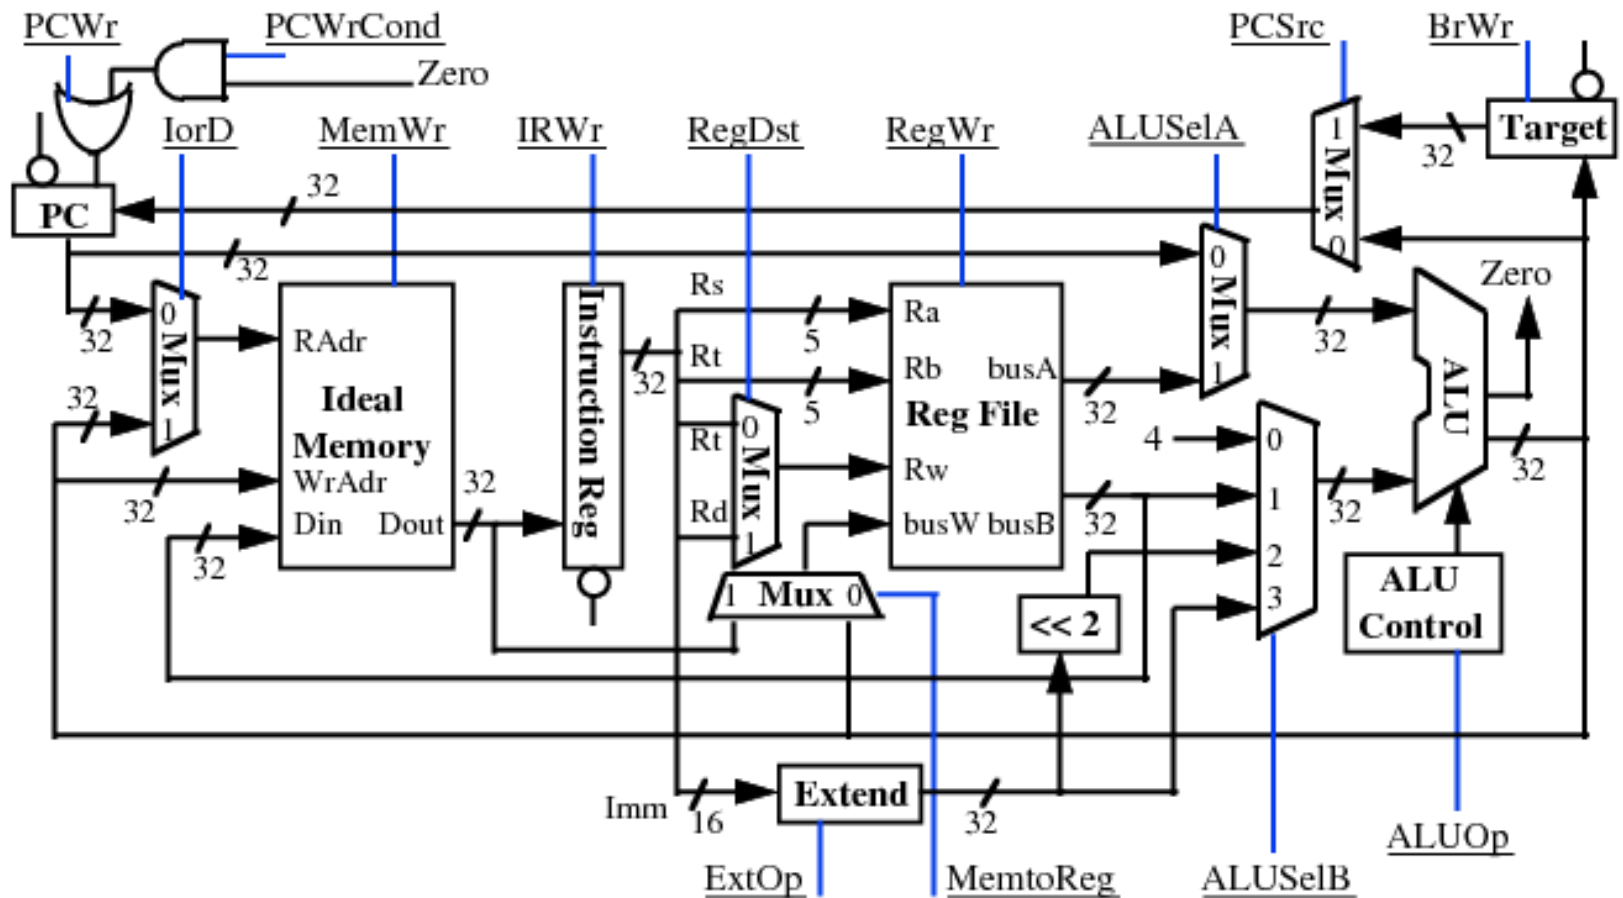 PCWr
PCWrCond
PCSrc
BrWr
Zero
IorD
MemWr
IRWr
RegDst
RegWr
ALUSelA
1
Mux
0
Target
32
PC
32
32
0
Mux
1
32
32
RAdr
Ideal
Memory
WrAdr
Din
Dout
32
32
32
Instruction Reg
32
Rs
Rt
Rt
Rd
5
5
0
Mux
1
Ra
Rb
busA
Reg File
Rw
busW
busB
32
32
0
Mux
1
32
4
0
1
2
3
32
ALU
Zero
32
1
Mux
0
<< 2
ALU
Control
Imm
16
Extend
32
ExtOp
MemtoReg
ALUSelB
ALUOp